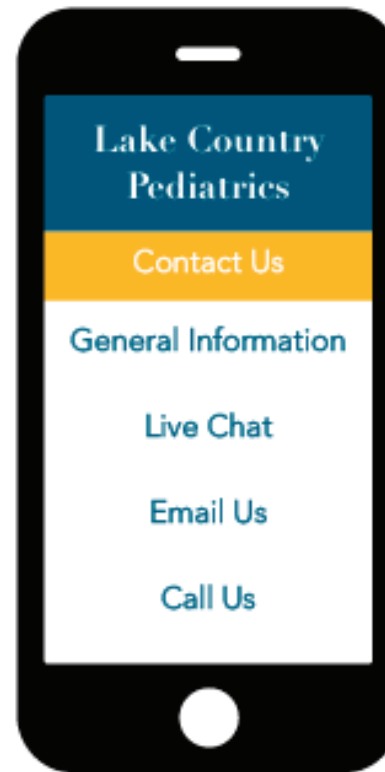 Lake Country
Pediatrics
Contact Us
General Information
Live Chat
Email Us
Call Us